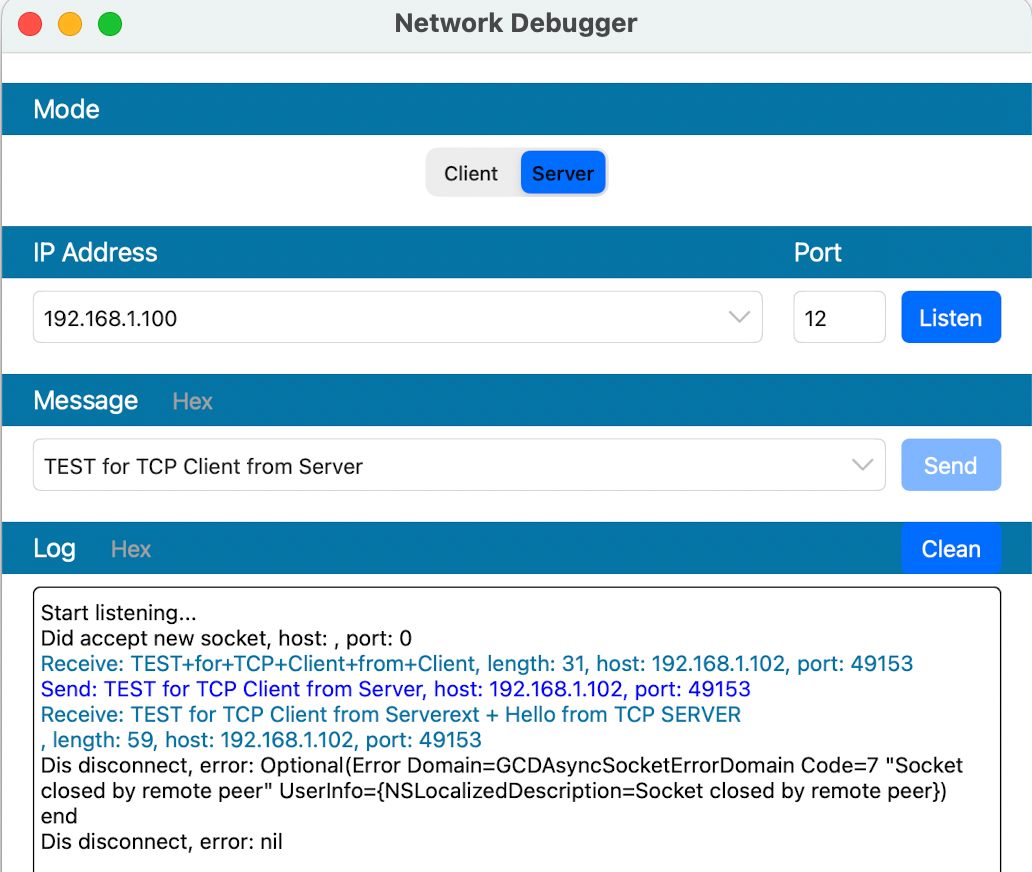 Network Debugger
Mode
Client Server
IP Address Port
192.168.1.100 12 Listen
Message Hex
TEST for TCP Client from Server Send
Log Hex Clean
Start listening...
Did accept new socket, host: , port: 0
Receive: TEST+for+TCP+Client+from+Client, length: 31, host: 192.168.1.102, port: 49153
Send: TEST for TCP Client from Server, host: 192.168.1.102, port: 49153
Receive: TEST for TCP Client from Serverext + Hello from TCP SERVER
, length: 59, host: 192.168.1.102, port: 49153
Dis disconnect, error: Optional(Error Domain=GCDAsyncSocketErrorDomain Code=7 "Socket
closed by remote peer" UserInfo={NSLocalizedDescription=Socket closed by remote peer})
end
Dis disconnect, error: nil